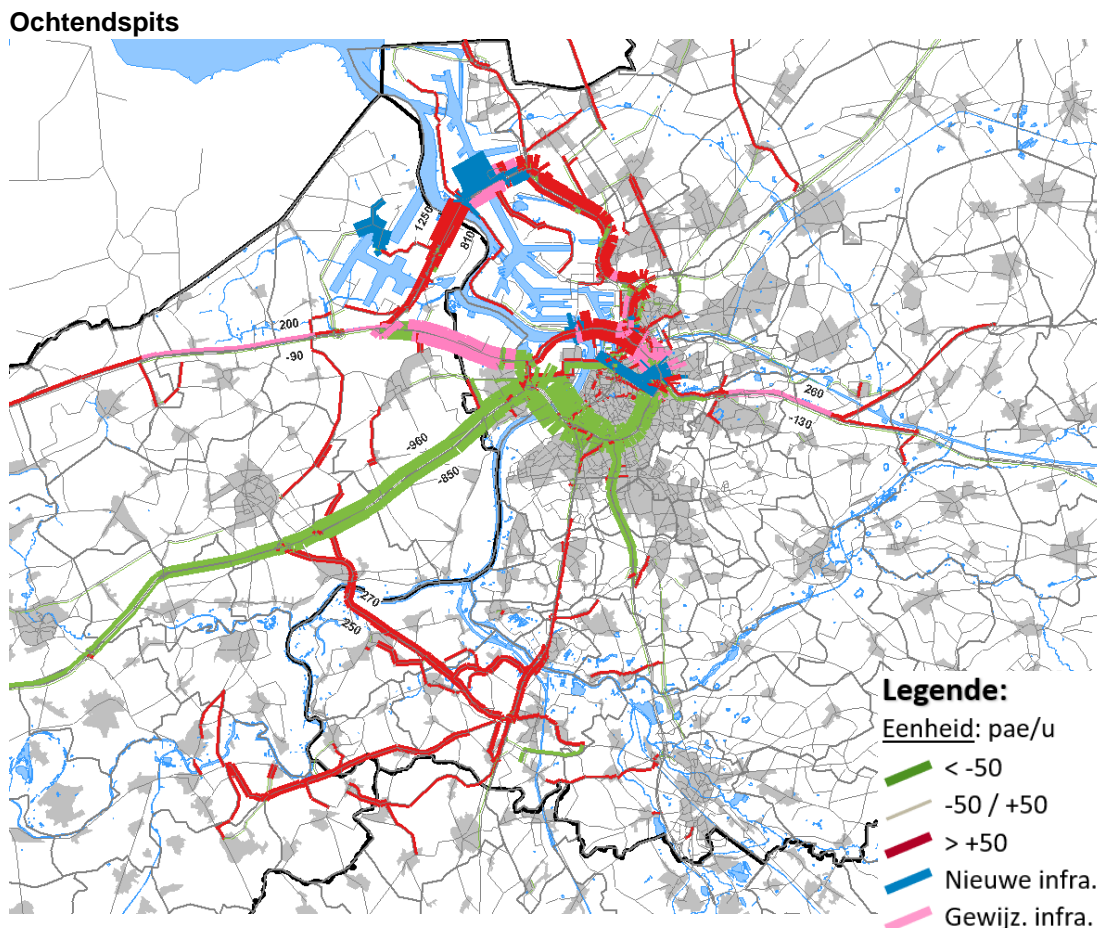 Ochtendspits
1250
810
200
-90
260
-130
-960
-850
270
250
Legende:
Eenheid: pae/u
< -50
-50 / +50
> +50
Nieuwe infra.
Gewijz. infra.